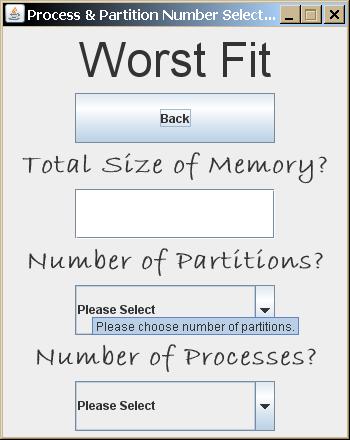 Process & Partition Number Select...
Worst Fit
Back
Total Size of Memory?
Number of Partitions?
Please Select
Please choose number of partitions.
Number of Processes?
Please Select